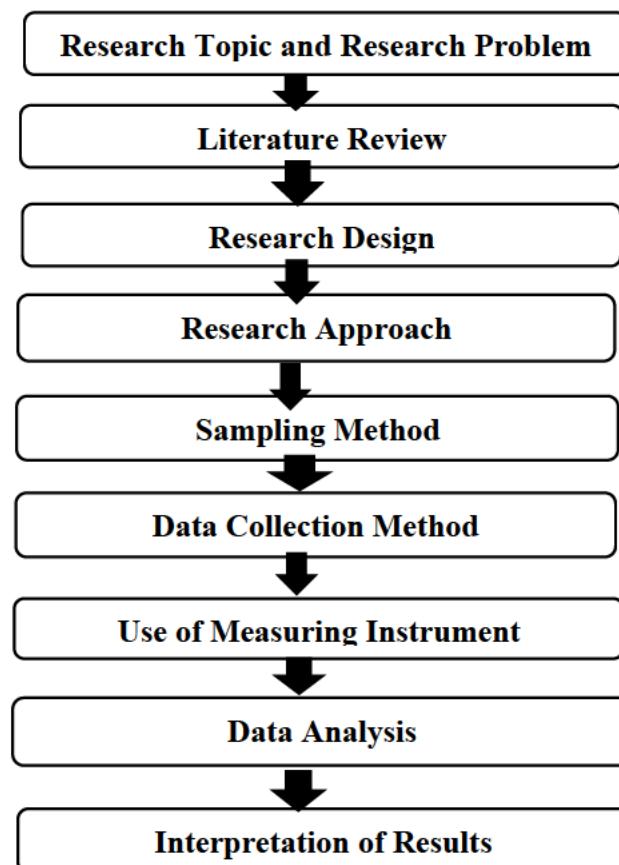 Research Topic and Research Problem
Literature Review
Research Design
Research Approach
Sampling Method
Data Collection Method
Use of Measuring Instrument
Data Analysis
Interpretation of Results